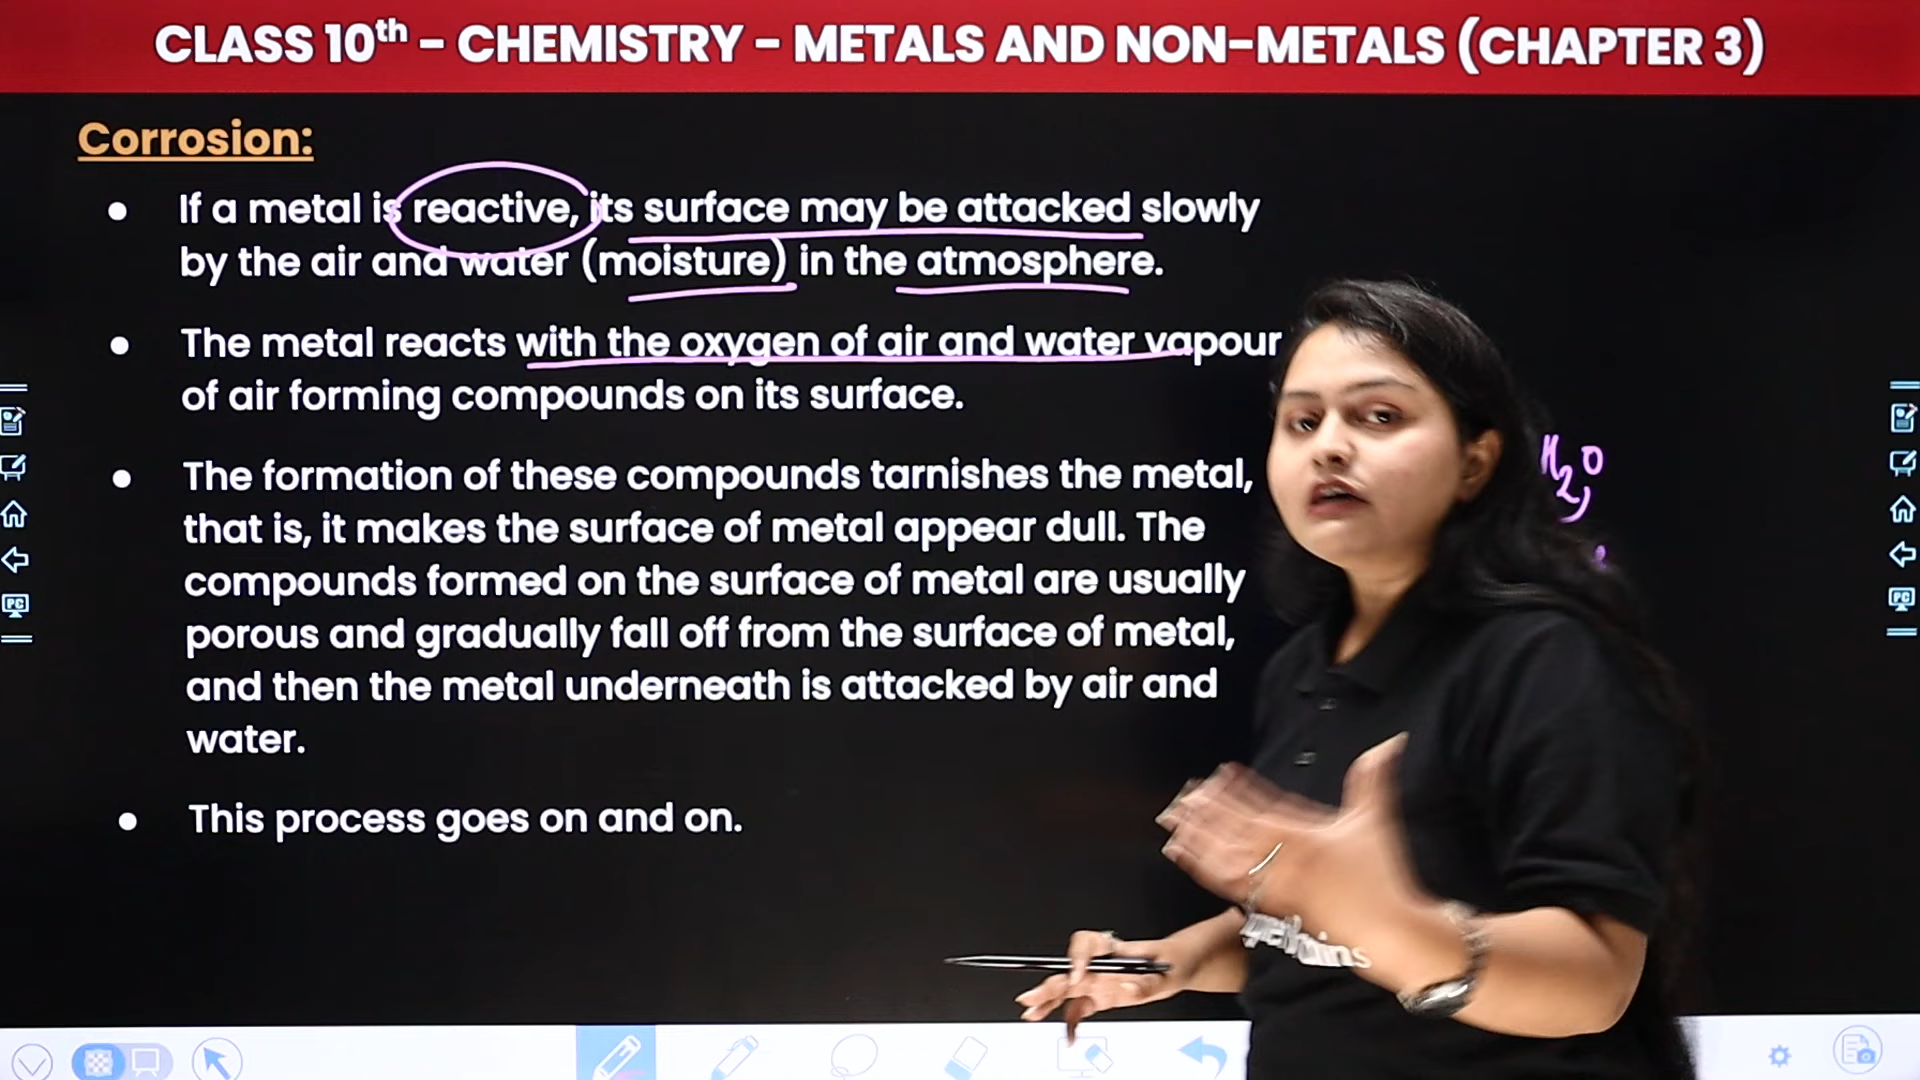 CLASS 10th - CHEMISTRY - METALS AND NON-METALS (CHAPTER 3)
Corrosion:
● If a metal is reactive, its surface may be attacked slowly
by the air and water (moisture) in the atmosphere.
● The metal reacts with the oxygen of air and water vapour
of air forming compounds on its surface.
● The formation of these compounds tarnishes the metal,
that is, it makes the surface of metal appear dull. The
compounds formed on the surface of metal are usually
porous and gradually fall off from the surface of metal,
and then the metal underneath is attacked by air and
water.
● This process goes on and on.
H2O
PC
PC